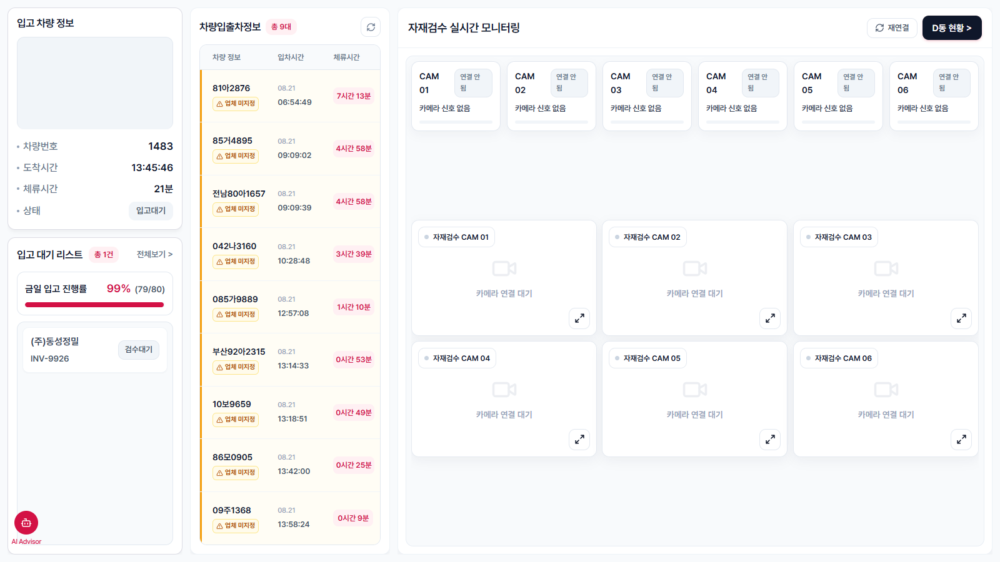 입고 차량 정보
차량번호 1483
도착시간 13:45:46
체류시간 21분
상태 입고대기
입고 대기 리스트 총 1건 전체보기 >
금일 입고 진행률 99% (79/80)
(주)동성정밀
INV-9926
검수대기
AI Advisor
차량입출차정보 총 9대
차량 정보 입차시간 체류시간
81아2876
업체 미지정
08.21
06:54:49
7시간 13분
85거4895
업체 미지정
08.21
09:09:02
4시간 58분
전남80아1657
업체 미지정
08.21
09:09:39
4시간 58분
042나3160
업체 미지정
08.21
10:28:48
3시간 39분
085가9889
업체 미지정
08.21
12:57:08
1시간 10분
부산92아2315
업체 미지정
08.21
13:14:33
0시간 53분
10보9659
업체 미지정
08.21
13:18:51
0시간 49분
86모0905
업체 미지정
08.21
13:42:00
0시간 25분
09주1368
업체 미지정
08.21
13:58:24
0시간 9분
자재검수 실시간 모니터링
재연결
D동 현황 >
CAM
01
연결 안
됨
카메라 신호 없음
CAM
02
연결 안
됨
카메라 신호 없음
CAM
03
연결 안
됨
카메라 신호 없음
CAM
04
연결 안
됨
카메라 신호 없음
CAM
05
연결 안
됨
카메라 신호 없음
CAM
06
연결 안
됨
카메라 신호 없음
자재검수 CAM 01
카메라 연결 대기
자재검수 CAM 02
카메라 연결 대기
자재검수 CAM 03
카메라 연결 대기
자재검수 CAM 04
카메라 연결 대기
자재검수 CAM 05
카메라 연결 대기
자재검수 CAM 06
카메라 연결 대기